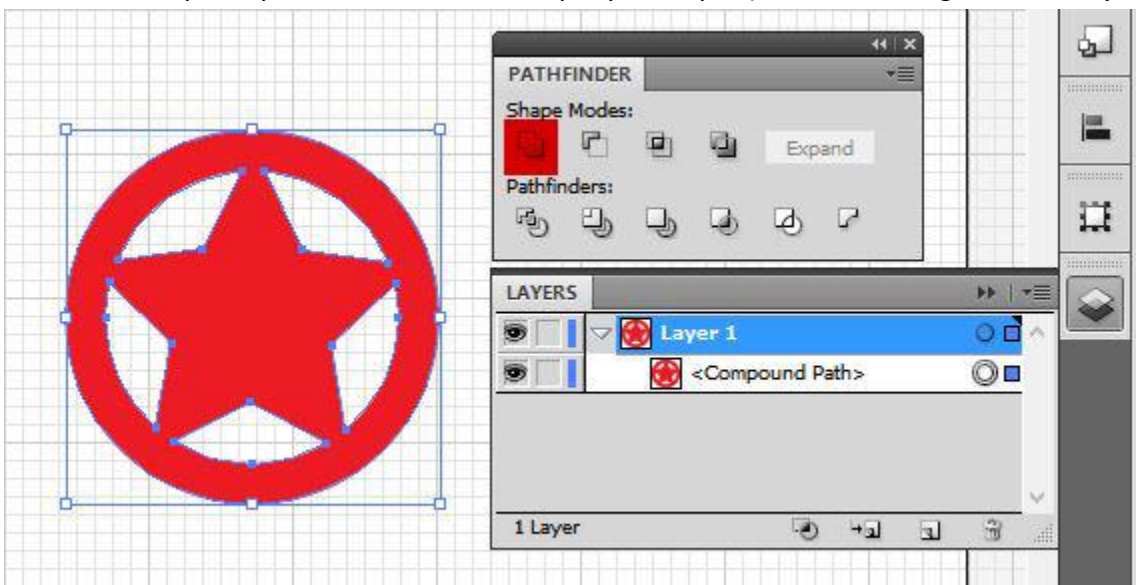 PATHFINDER
Shape Modes:
Expand
Pathfinders:
LAYERS
Layer 1
<Compound Path>
1 Layer